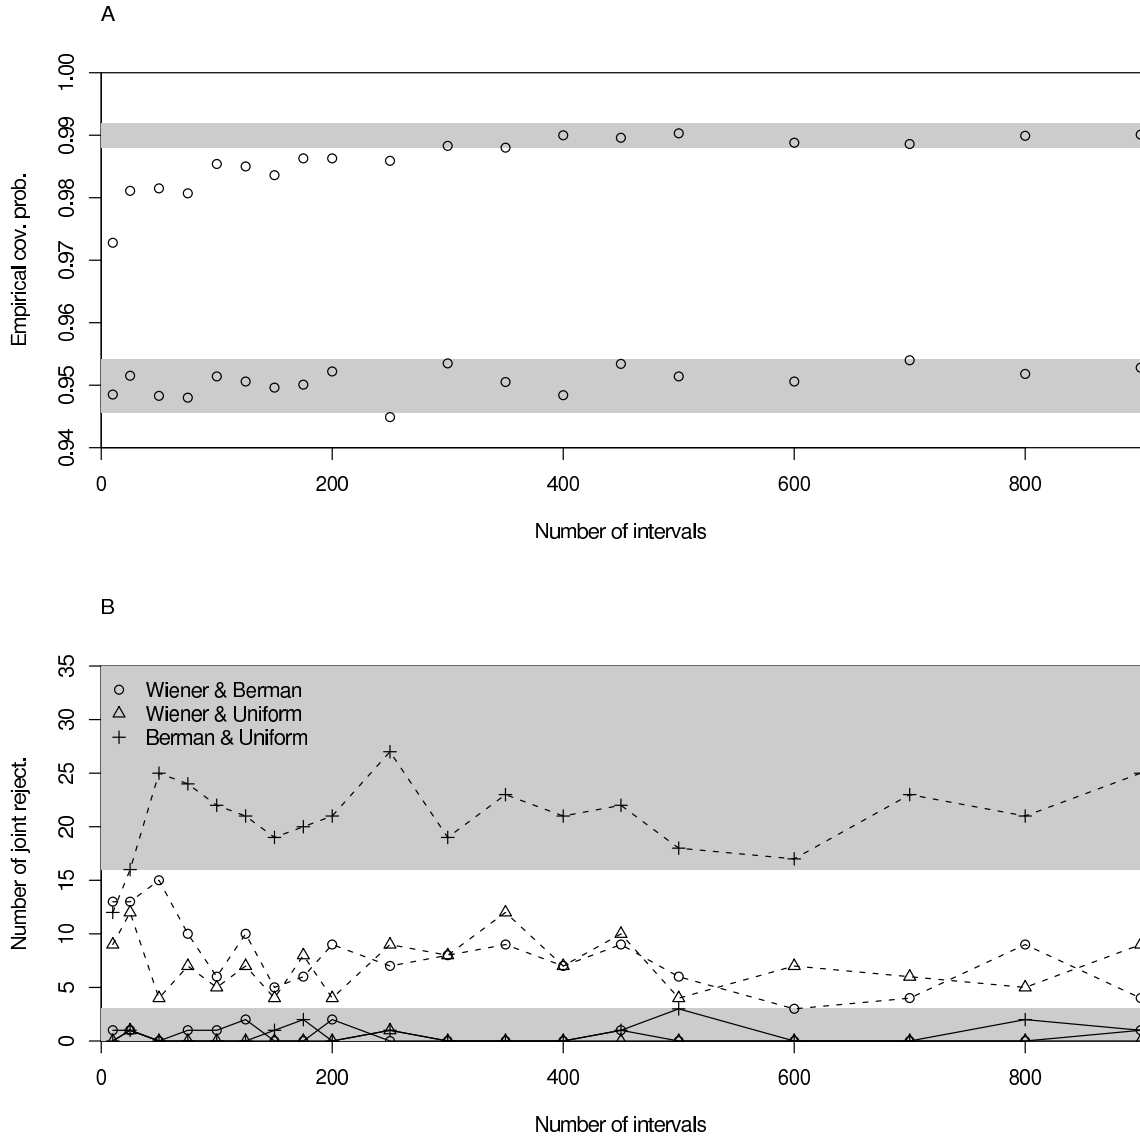 A
1.00
0.99
0.98
0.97
0.96
0.95
0.94
Empirical cov. prob.
0 200 400 600 800
Number of intervals
B
35
30
25
20
15
10
5
0
Number of joint reject.
Wiener & Berman
Wiener & Uniform
Berman & Uniform
0 200 400 600 800
Number of intervals